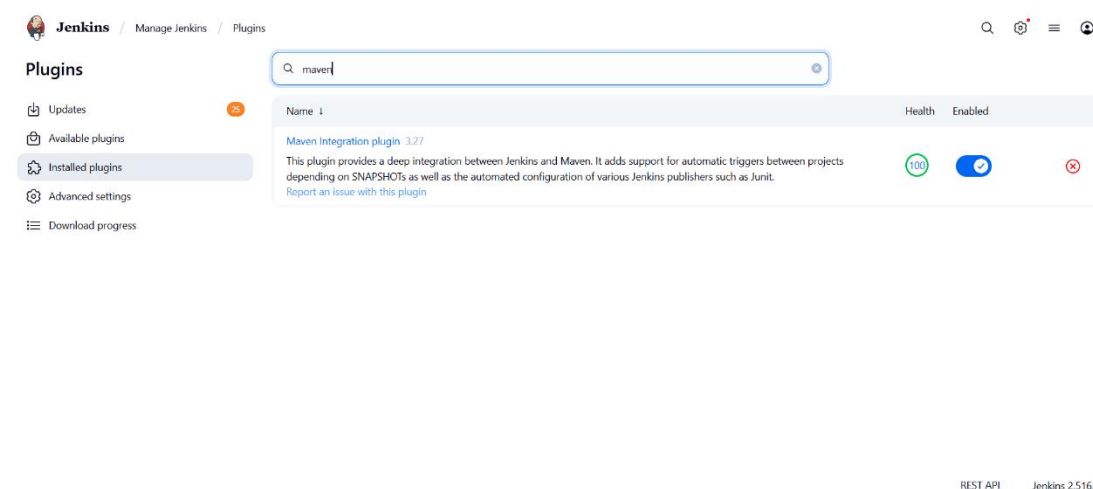 Jenkins / Manage Jenkins / Plugins
Plugins
maven
Updates 25
Available plugins
Installed plugins
Advanced settings
Download progress
Name ↓ Health Enabled
Maven Integration plugin 3.27
This plugin provides a deep integration between Jenkins and Maven. It adds support for automatic triggers between projects
depending on SNAPSHOTs as well as the automated configuration of various Jenkins publishers such as Junit.
Report an issue with this plugin
100
REST API Jenkins 2.516.